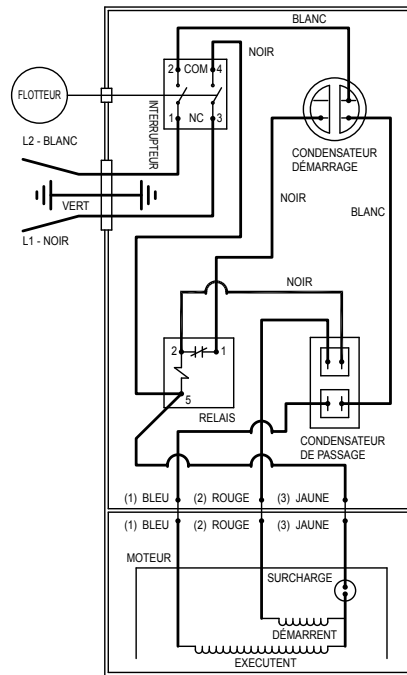 BLANC
2 COM 4
NOIR
FLOTTEUR
INTERRUPTEUR
1 NC 3
L2 - BLANC
VERT
L1 - NOIR
CONDENSATEUR
DÉMARRAGE
NOIR
BLANC
NOIR
2 1
5
RELAIS
CONDENSATEUR
DE PASSAGE
(1) BLEU (2) ROUGE (3) JAUNE
(1) BLEU (2) ROUGE (3) JAUNE
MOTEUR
SURCHARGE
DÉMARRENT
EXECUTENT